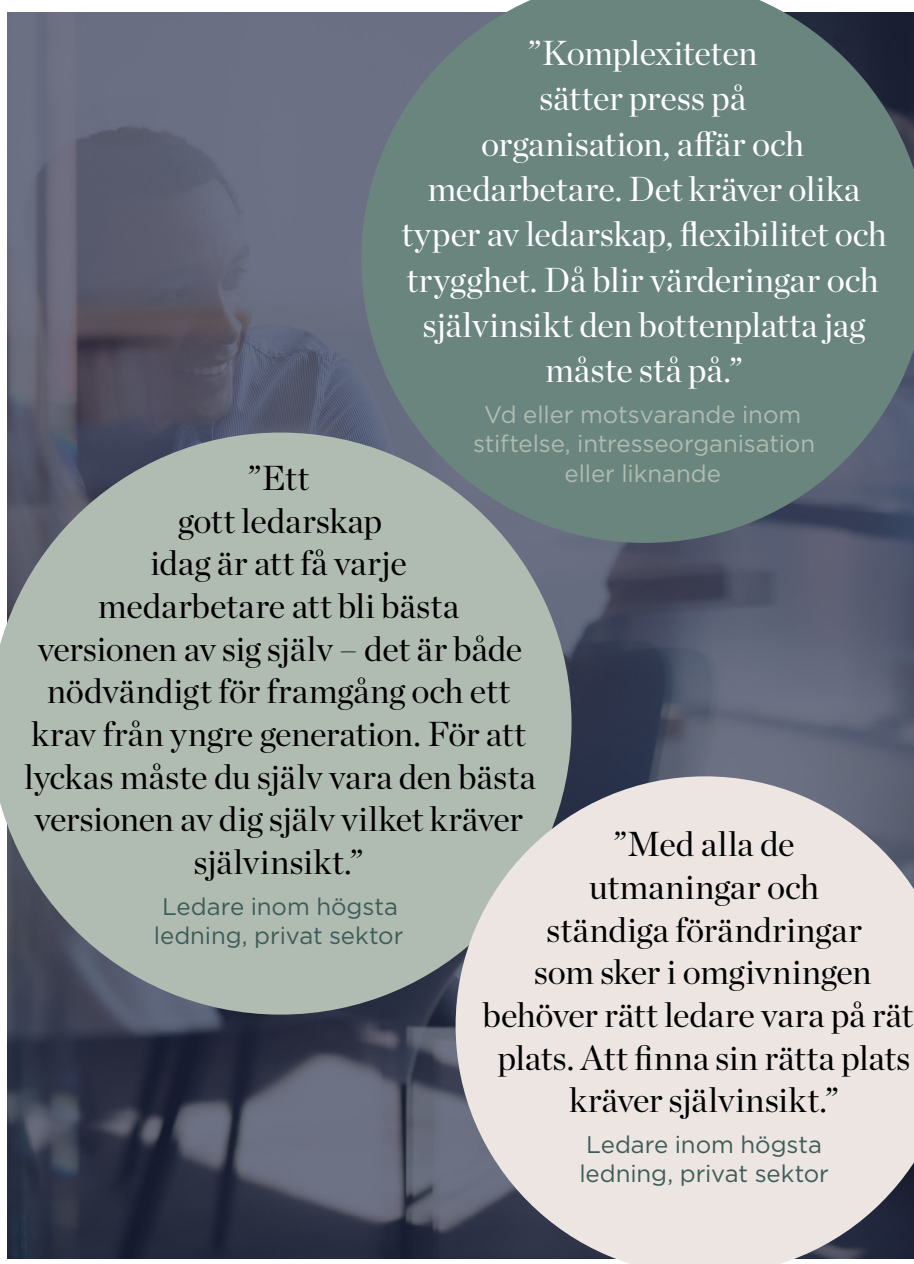 ”Komplexiteten
sätter press på
organisation, affär och
medarbetare. Det kräver olika
typer av ledarskap, flexibilitet och
trygghet. Då blir värderingar och
självinsikt den bottenplatta jag
måste stå på.”
Vd eller motsvarande inom
stiftelse, intresseorganisation
eller liknande
”Ett
gott ledarskap
idag är att få varje
medarbetare att bli bästa
versionen av sig själv – det är både
nödvändigt för framgång och ett
krav från yngre generation. För att
lyckas måste du själv vara den bästa
versionen av dig själv vilket kräver
självinsikt.”
Ledare inom högsta
ledning, privat sektor
”Med alla de
utmaningar och
ständiga förändringar
som sker i omgivningen
behöver rätt ledare vara på rät
plats. Att finna sin rätta plats
kräver självinsikt.”
Ledare inom högsta
ledning, privat sektor